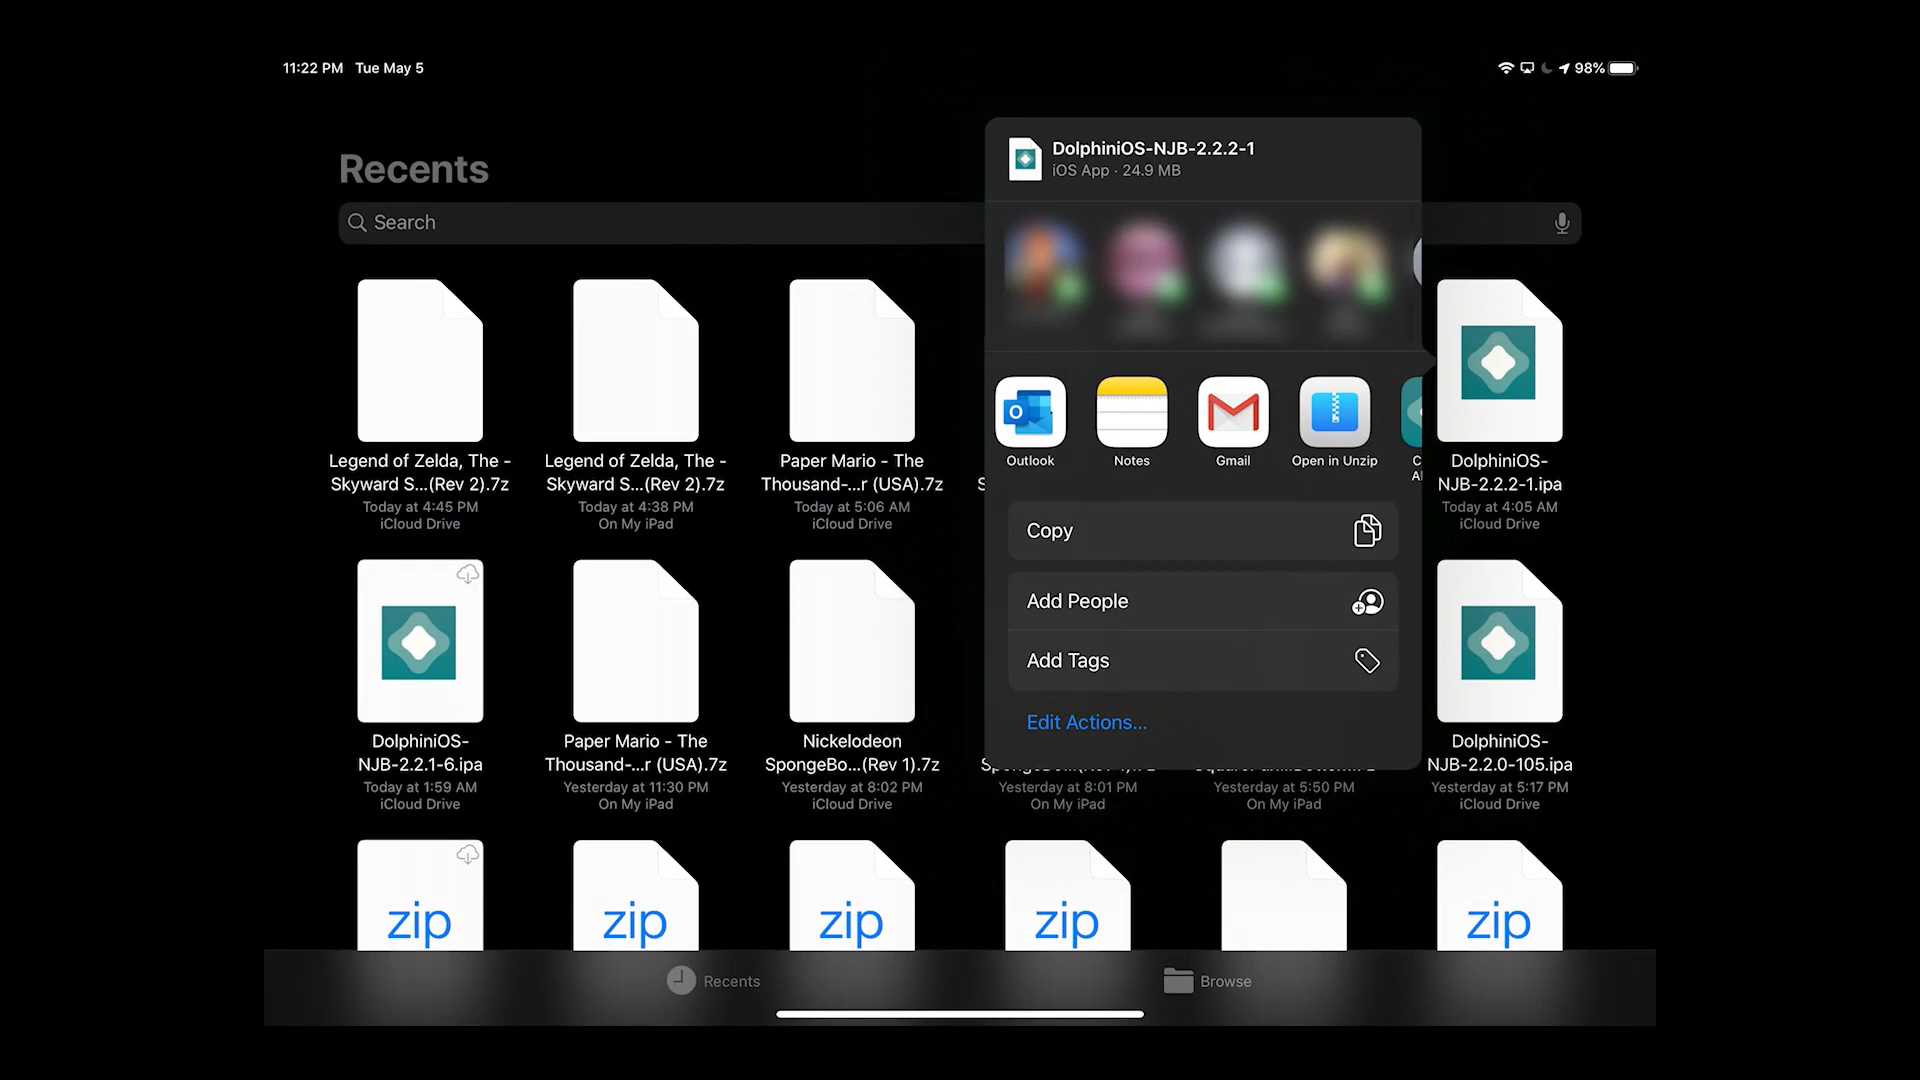 11:22 PM Tue May 5
98%
Recents
Search
DolphiniOS-NJB-2.2.2-1
iOS App · 24.9 MB
Outlook
Notes
Gmail
Open in Unzip
Copy
Add People
Add Tags
Edit Actions...
Legend of Zelda, The -
Skyward S...(Rev 2).7z
Today at 4:45 PM
iCloud Drive
Legend of Zelda, The -
Skyward S...(Rev 2).7z
Today at 4:38 PM
On My iPad
Paper Mario - The
Thousand-...r (USA).7z
Today at 5:06 AM
iCloud Drive
DolphiniOS-
NJB-2.2.2-1.ipa
Today at 4:05 AM
iCloud Drive
DolphiniOS-
NJB-2.2.1-6.ipa
Today at 1:59 AM
iCloud Drive
Paper Mario - The
Thousand-...r (USA).7z
Yesterday at 11:30 PM
On My iPad
Nickelodeon
SpongeBo...(Rev 1).7z
Yesterday at 8:02 PM
iCloud Drive
Yesterday at 8:01 PM
On My iPad
Yesterday at 5:50 PM
On My iPad
DolphiniOS-
NJB-2.2.0-105.ipa
Yesterday at 5:17 PM
iCloud Drive
zip
zip
zip
zip
zip
Recents
Browse